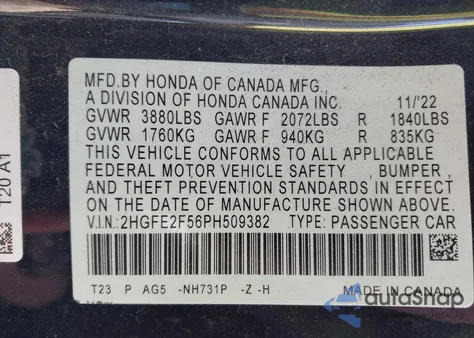 MFD.BY HONDA OF CANADA MFG.,
A DIVISION OF HONDA CANADA INC. 11/'22
GVWR 3880LBS GAWR F 2072LBS R 1840LBS
GVWR 1760KG GAWR F 940KG R 835KG
THIS VEHICLE CONFORMS TO ALL APPLICABLE
FEDERAL MOTOR VEHICLE SAFETY , BUMPER ,
AND THEFT PREVENTION STANDARDS IN EFFECT
ON THE DATE OF MANUFACTURE SHOWN ABOVE.
V.I.N.:2HGFE2F56PH509382 TYPE: PASSENGER CAR
T23 P AG5 -NH731P -Z -H MADE IN CANADA
T20 A1
autoSnap